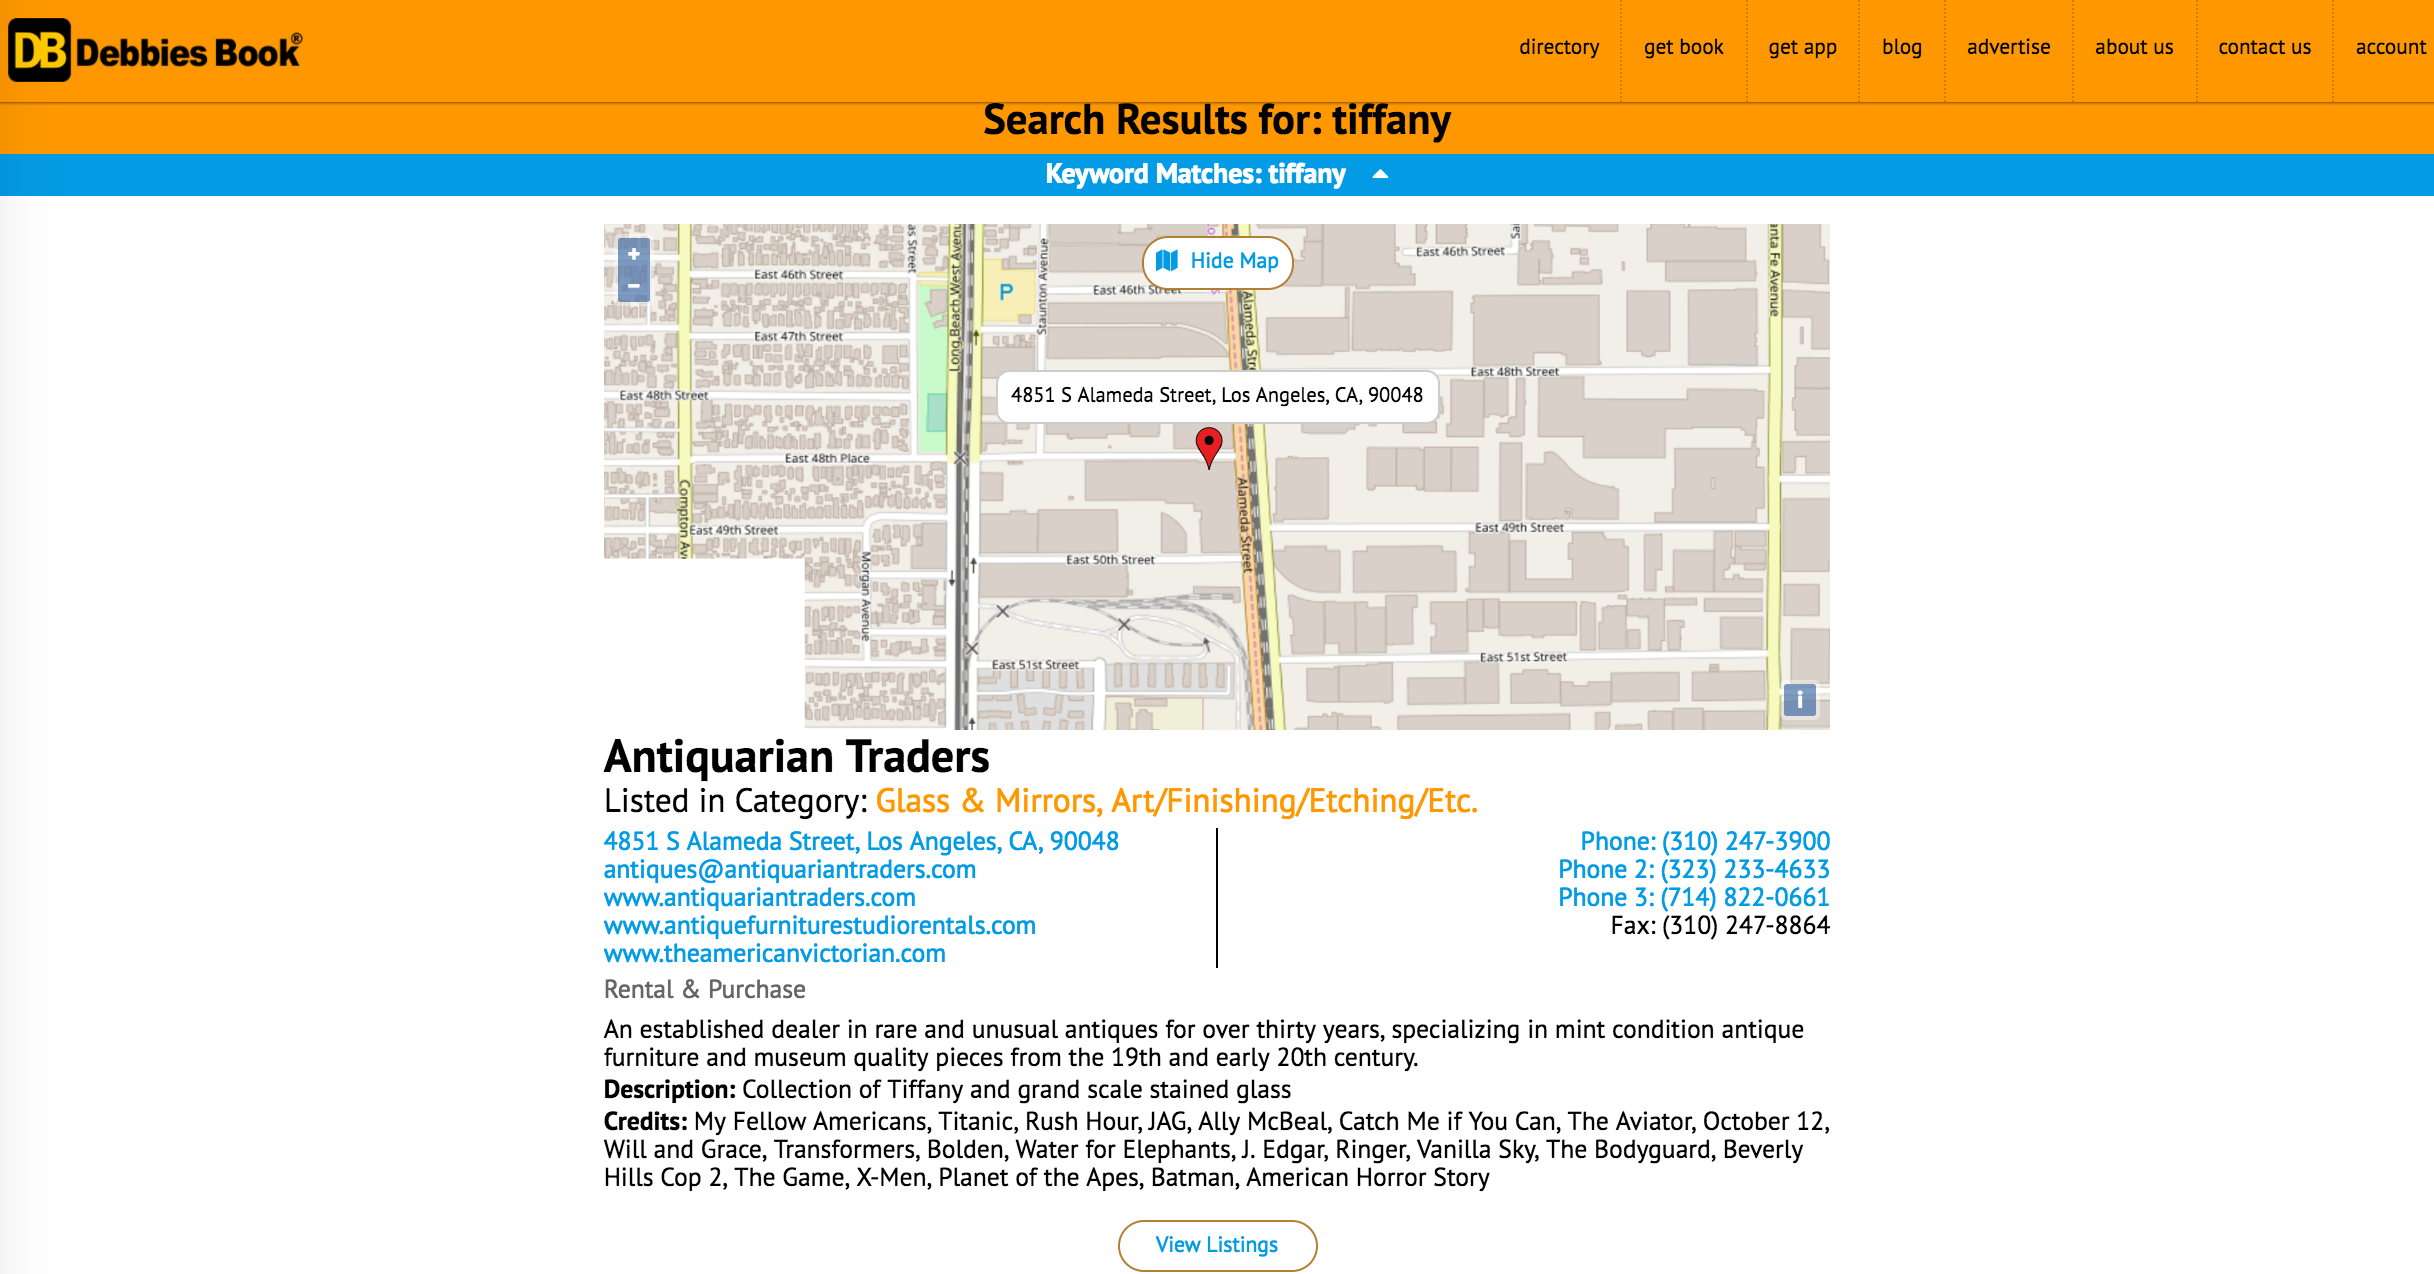 DB Debbies Book®
directory
get book
get app
blog
advertise
about us
contact us
account
Search Results for: tiffany
Keyword Matches: tiffany
+
−
Hide Map
P
East 46th Street
East 46th Street
East 46th Street
East 47th Street
East 48th Street
East 48th Street
East 48th Place
East 49th Street
East 49th Street
East 50th Street
East 51st Street
East 51st Street
Staunton Avenue
Morgan Avenue
Alameda Street
4851 S Alameda Street, Los Angeles, CA, 90048
i
Antiquarian Traders
Listed in Category: Glass & Mirrors, Art/Finishing/Etching/Etc.
4851 S Alameda Street, Los Angeles, CA, 90048
antiques@antiquariantraders.com
www.antiquariantraders.com
www.antiquefurniturestudiorentals.com
www.theamericanvictorian.com
Phone: (310) 247-3900
Phone 2: (323) 233-4633
Phone 3: (714) 822-0661
Fax: (310) 247-8864
Rental & Purchase
An established dealer in rare and unusual antiques for over thirty years, specializing in mint condition antique
furniture and museum quality pieces from the 19th and early 20th century.
Description: Collection of Tiffany and grand scale stained glass
Credits: My Fellow Americans, Titanic, Rush Hour, JAG, Ally McBeal, Catch Me if You Can, The Aviator, October 12,
Will and Grace, Transformers, Bolden, Water for Elephants, J. Edgar, Ringer, Vanilla Sky, The Bodyguard, Beverly
Hills Cop 2, The Game, X-Men, Planet of the Apes, Batman, American Horror Story
View Listings